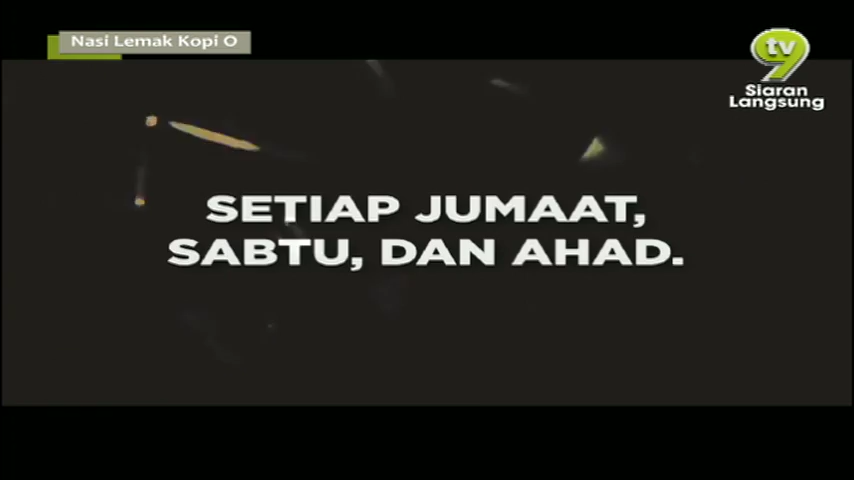 Nasi Lemak Kopi O
tv9
Siaran
Langsung
SETIAP JUMAAT,
SABTU, DAN AHAD.